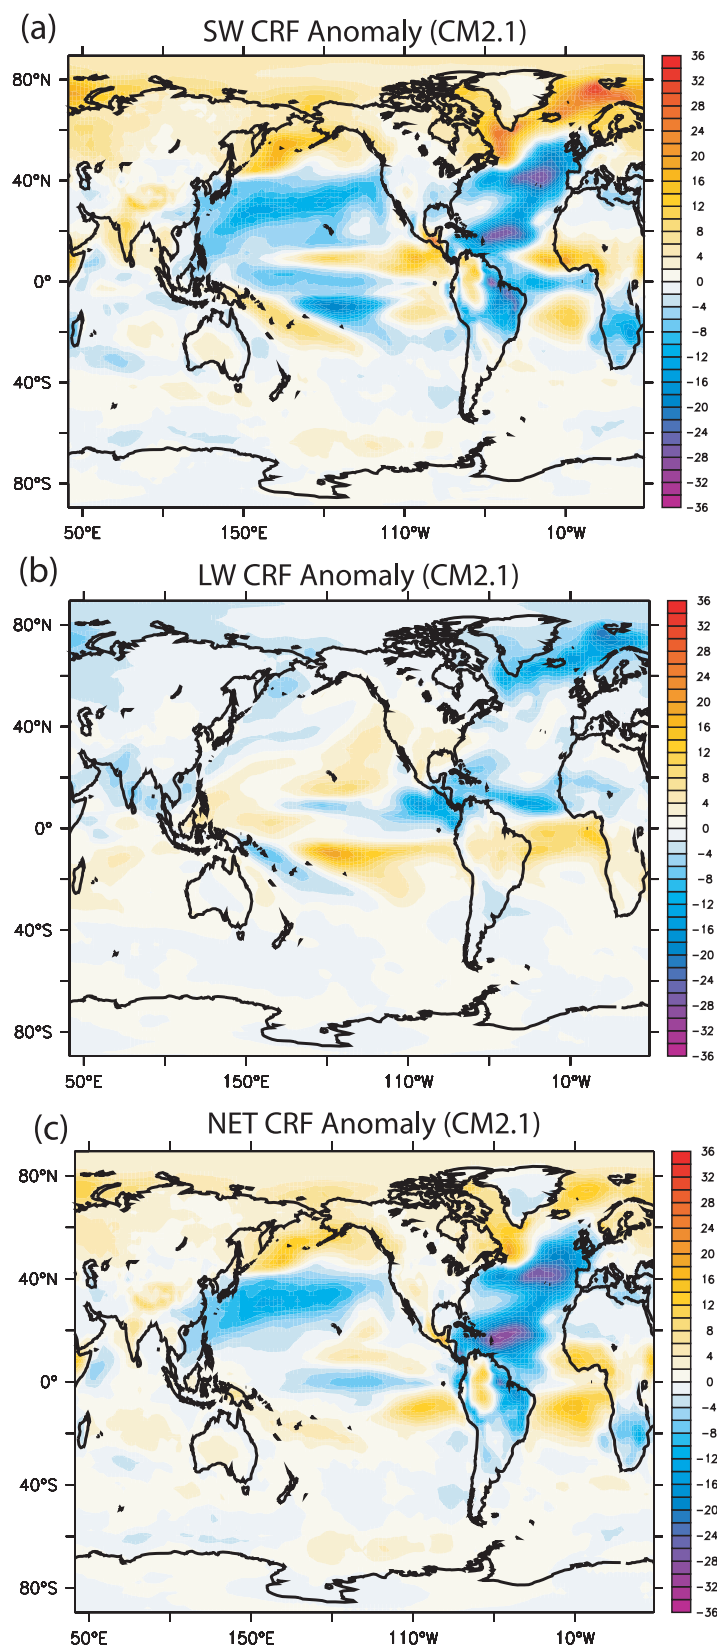 (a)
SW CRF Anomaly (CM2.1)
80°N
40°N
0°
40°S
80°S
50°E
150°E
110°W
10°W
36
32
28
24
20
16
12
8
4
0
-4
-8
-12
-16
-20
-24
-28
-32
-36
(b)
LW CRF Anomaly (CM2.1)
80°N
40°N
0°
40°S
80°S
50°E
150°E
110°W
10°W
36
32
28
24
20
16
12
8
4
0
-4
-8
-12
-16
-20
-24
-28
-32
-36
(c)
NET CRF Anomaly (CM2.1)
80°N
40°N
0°
40°S
80°S
50°E
150°E
110°W
10°W
36
32
28
24
20
16
12
8
4
0
-4
-8
-12
-16
-20
-24
-28
-32
-36